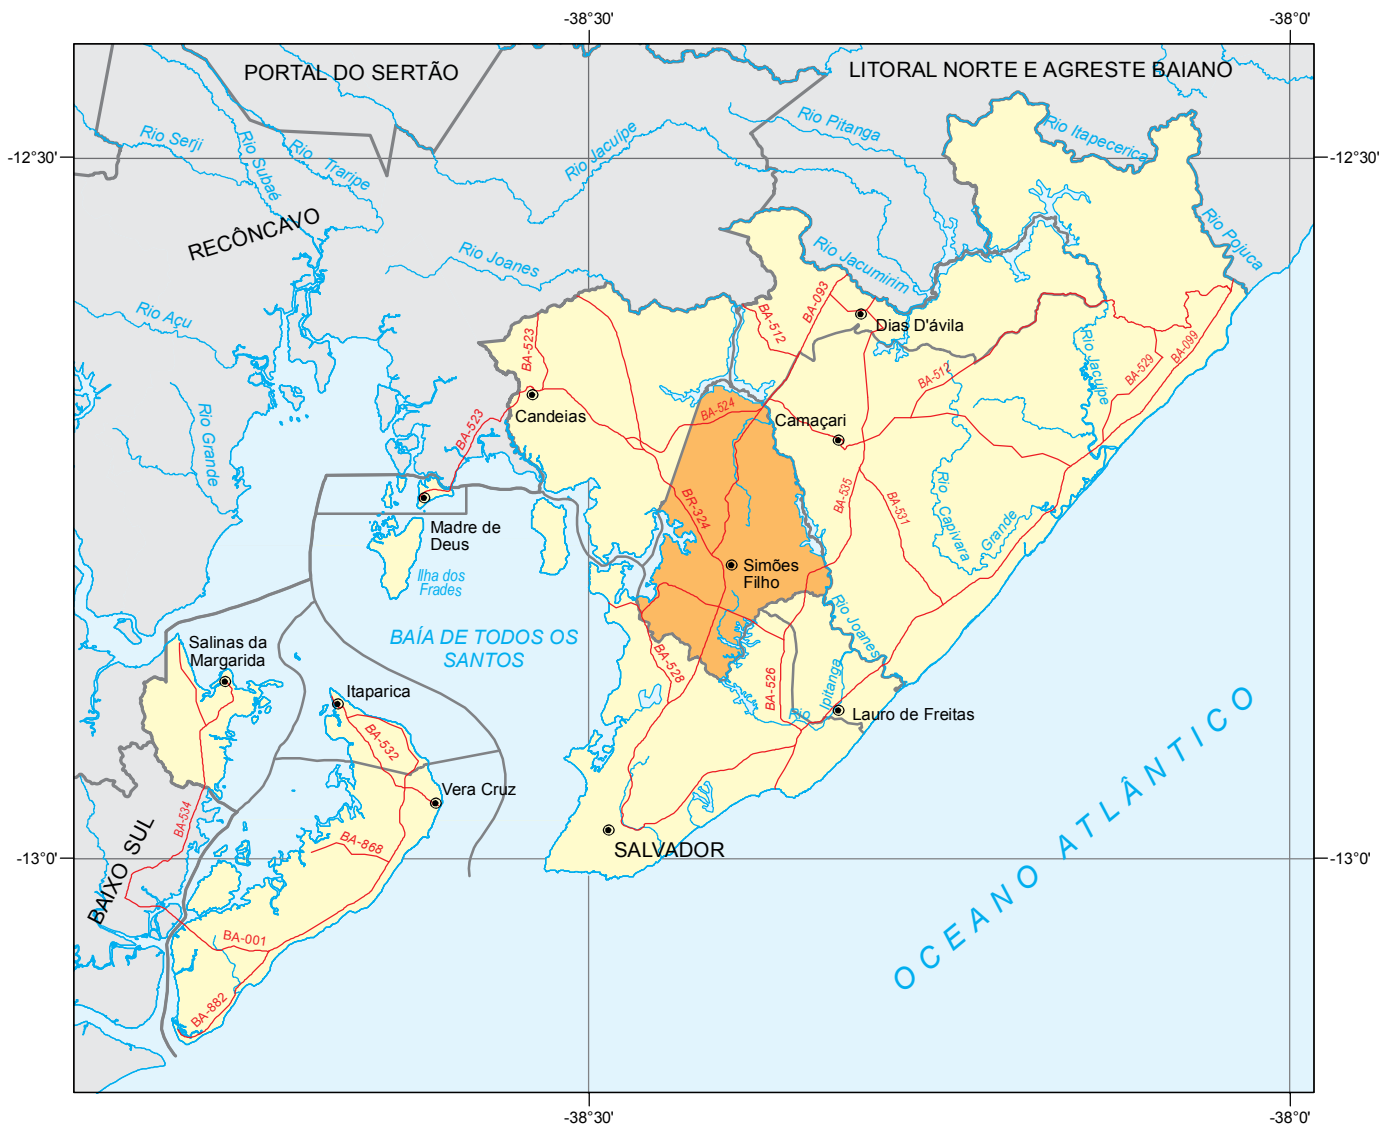 -38°30'
-38°0'
PORTAL DO SERTÃO
LITORAL NORTE E AGRESTE BAIANO
-12°30'
-12°30'
Rio Serji
Rio Subaé
Rio Traripe
Rio Jacuípe
Rio Pitanga
Rio Itapecerica
RECÔNCAVO
Rio Joanes
Rio Jacumirim
Rio Pojuca
Rio Açu
BA-523
BA-512
BA-093
Dias D'ávila
Rio Jacuípe
BA-529
BA-099
BA-512
Rio Grande
Candeias
BA-523
BA-524
Camaçari
Madre de
Deus
BR-324
BA-535
BA-531
Rio Capivara
Grande
Ilha dos
Frades
Simões
Filho
BAÍA DE TODOS OS
SANTOS
Rio Joanes
Salinas da
Margarida
BA-528
BA-526
Rio
Ipitanga
Itaparica
Lauro de Freitas
BA-532
Vera Cruz
BA-534
BA-868
SALVADOR
-13°0'
-13°0'
BAIXO SUL
OCEANO ATLÂNTICO
BA-001
BA-882
-38°30'
-38°0'